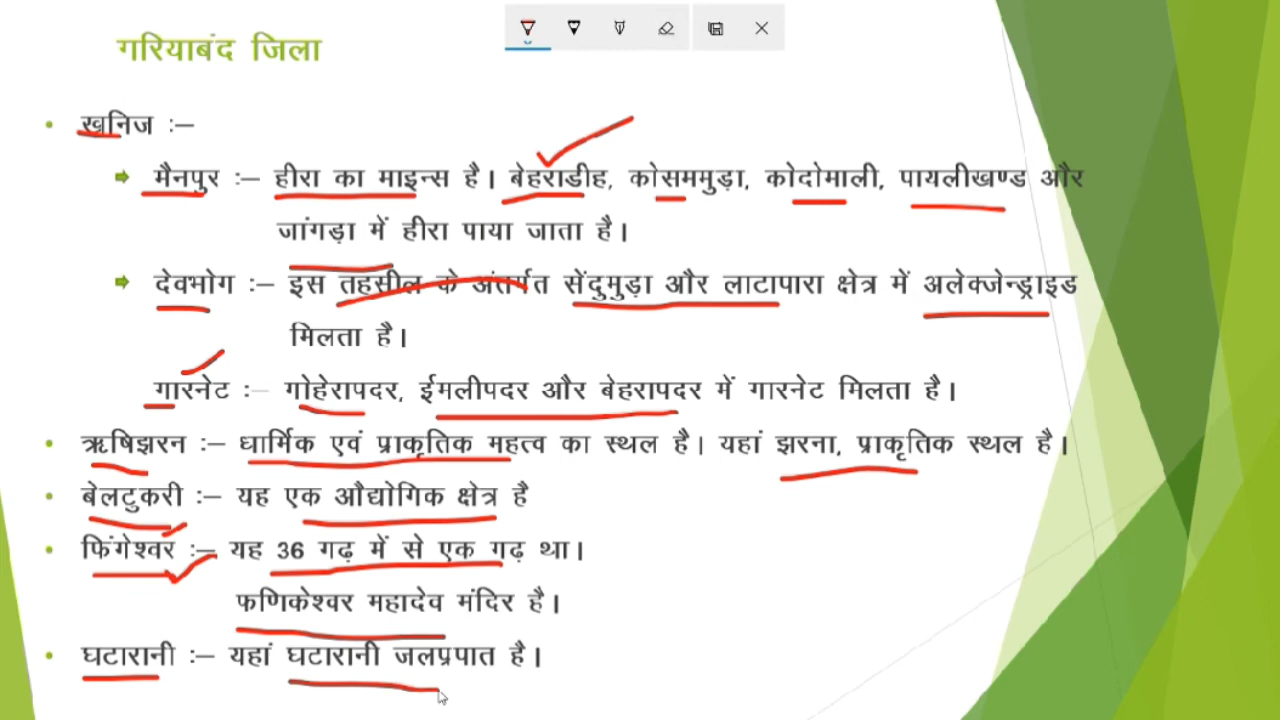 गरियाबंद जिला
खनिज :–
मैनपुर :– हीरा का माइन्स है। बेहराडीह, कोसममुड़ा, कोदोमाली, पायलीखण्ड और
जांगड़ा में हीरा पाया जाता है।
देवभोग :– इस तहसील के अंतर्गत सेंदुमुड़ा और लाटापारा क्षेत्र में अलेक्जेन्ड्राइड
मिलता है।
गारनेट :– गोहेरापदर, ईमलीपदर और बेहरापदर में गारनेट मिलता है।
ऋषिझरन :– धार्मिक एवं प्राकृतिक महत्व का स्थल है। यहां झरना, प्राकृतिक स्थल है।
बेलटुकरी :– यह एक औद्योगिक क्षेत्र है
फिंगेश्वर :– यह 36 गढ़ में से एक गढ़ था।
फणिकेश्वर महादेव मंदिर है।
घटारानी :– यहां घटारानी जलप्रपात है।